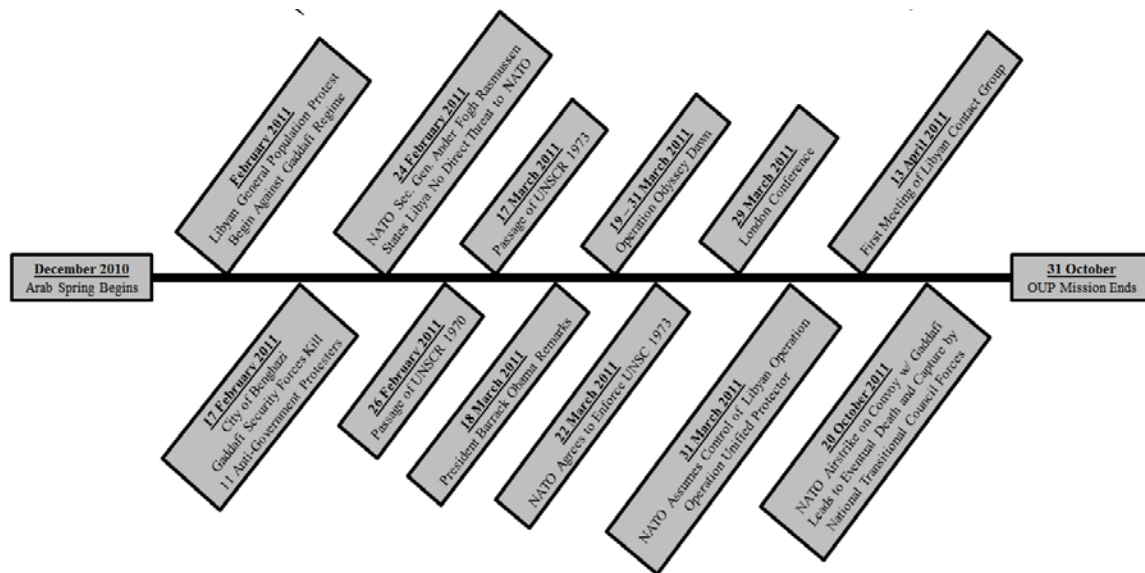 December 2010
Arab Spring Begins
February 2011
Libyan General Population Protest
Begin Against Gaddafi Regime
17 February 2011
City of Benghazi
Gaddafi Security Forces Kill
11 Anti-Government Protesters
24 February 2011
NATO Sec. Gen. Ander Fogh Rasmussen
States Libya No Direct Threat to NATO
26 February 2011
Passage of UNSCR 1970
17 March 2011
Passage of UNSCR 1973
18 March 2011
President Barrack Obama Remarks
19 – 31 March 2011
Operation Odyssey Dawn
22 March 2011
NATO Agrees to Enforce UNSC 1973
29 March 2011
London Conference
31 March 2011
NATO Assumes Control of Libyan Operation
Operation Unified Protector
13 April 2011
First Meeting of Libyan Contact Group
20 October 2011
NATO Airstrike on Convoy w/ Gaddafi
Leads to Eventual Death and Capture by
National Transitional Council Forces
31 October
OUP Mission Ends